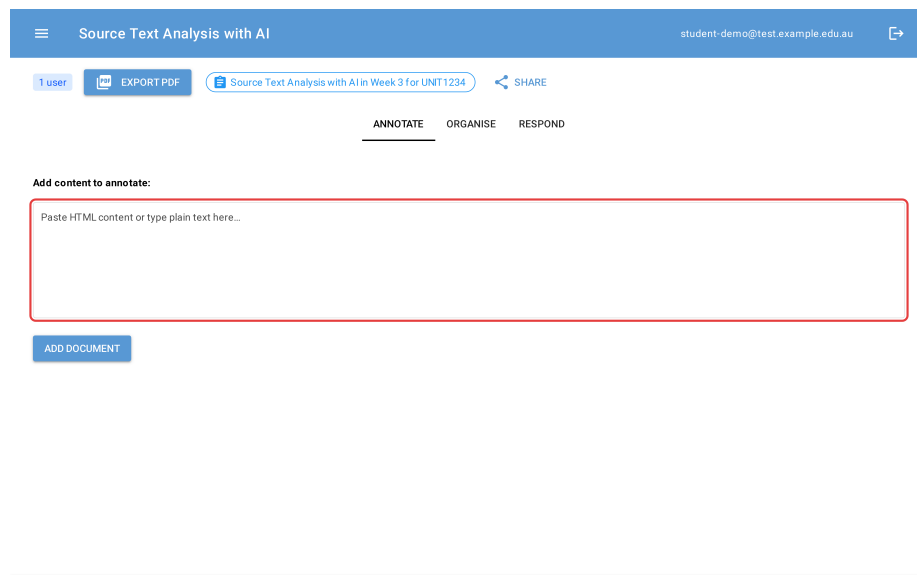 Source Text Analysis with AI student-demo@test.example.edu.au
1 user PDF EXPORT PDF Source Text Analysis with AI in Week 3 for UNIT1234 SHARE
ANNOTATE ORGANISE RESPOND
Add content to annotate:
Paste HTML content or type plain text here...
ADD DOCUMENT